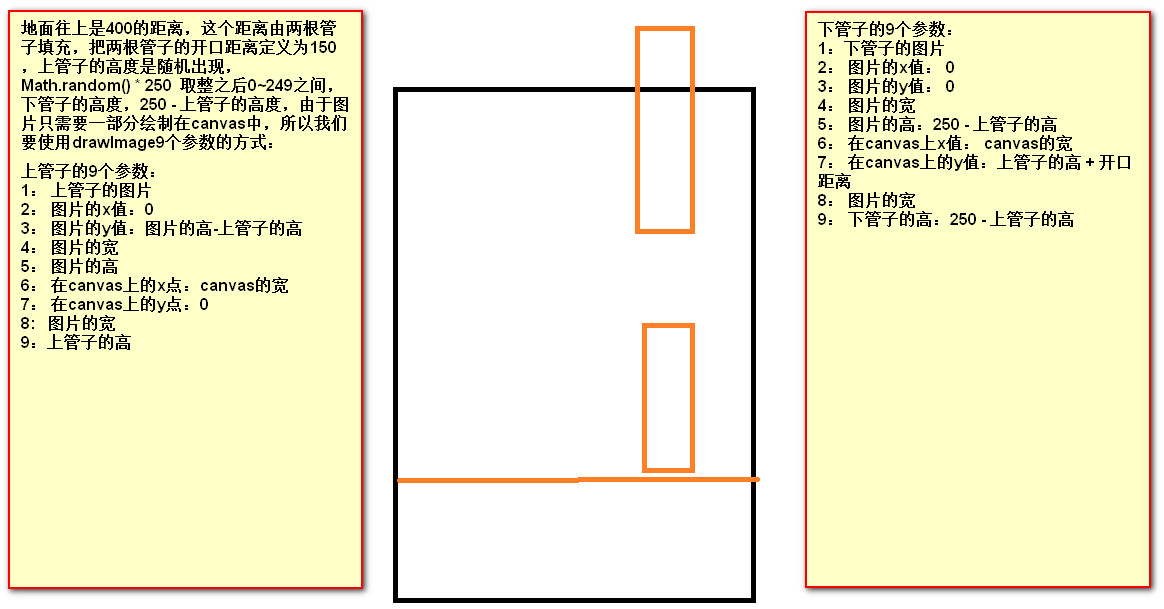 地面往上是400的距离，这个距离由两根管
子填充，把两根管子的开口距离定义为150
，上管子的高度是随机出现，
Math.random() * 250  取整之后0~249之间，
下管子的高度，250 - 上管子的高度，由于图
片只需要一部分绘制在canvas中，所以我们
要使用drawImage9个参数的方式：
上管子的9个参数：
1： 上管子的图片
2： 图片的x值：0
3： 图片的y值：图片的高-上管子的高
4： 图片的宽
5： 图片的高
6： 在canvas上的x点：canvas的宽
7： 在canvas上的y点：0
8:  图片的宽
9：上管子的高
下管子的9个参数：
1：下管子的图片
2： 图片的x值： 0
3： 图片的y值： 0
4： 图片的宽
5： 图片的高：250 - 上管子的高
6： 在canvas上x值： canvas的宽
7： 在canvas上的y值：上管子的高 + 开口
距离
8： 图片的宽
9： 下管子的高：250 - 上管子的高